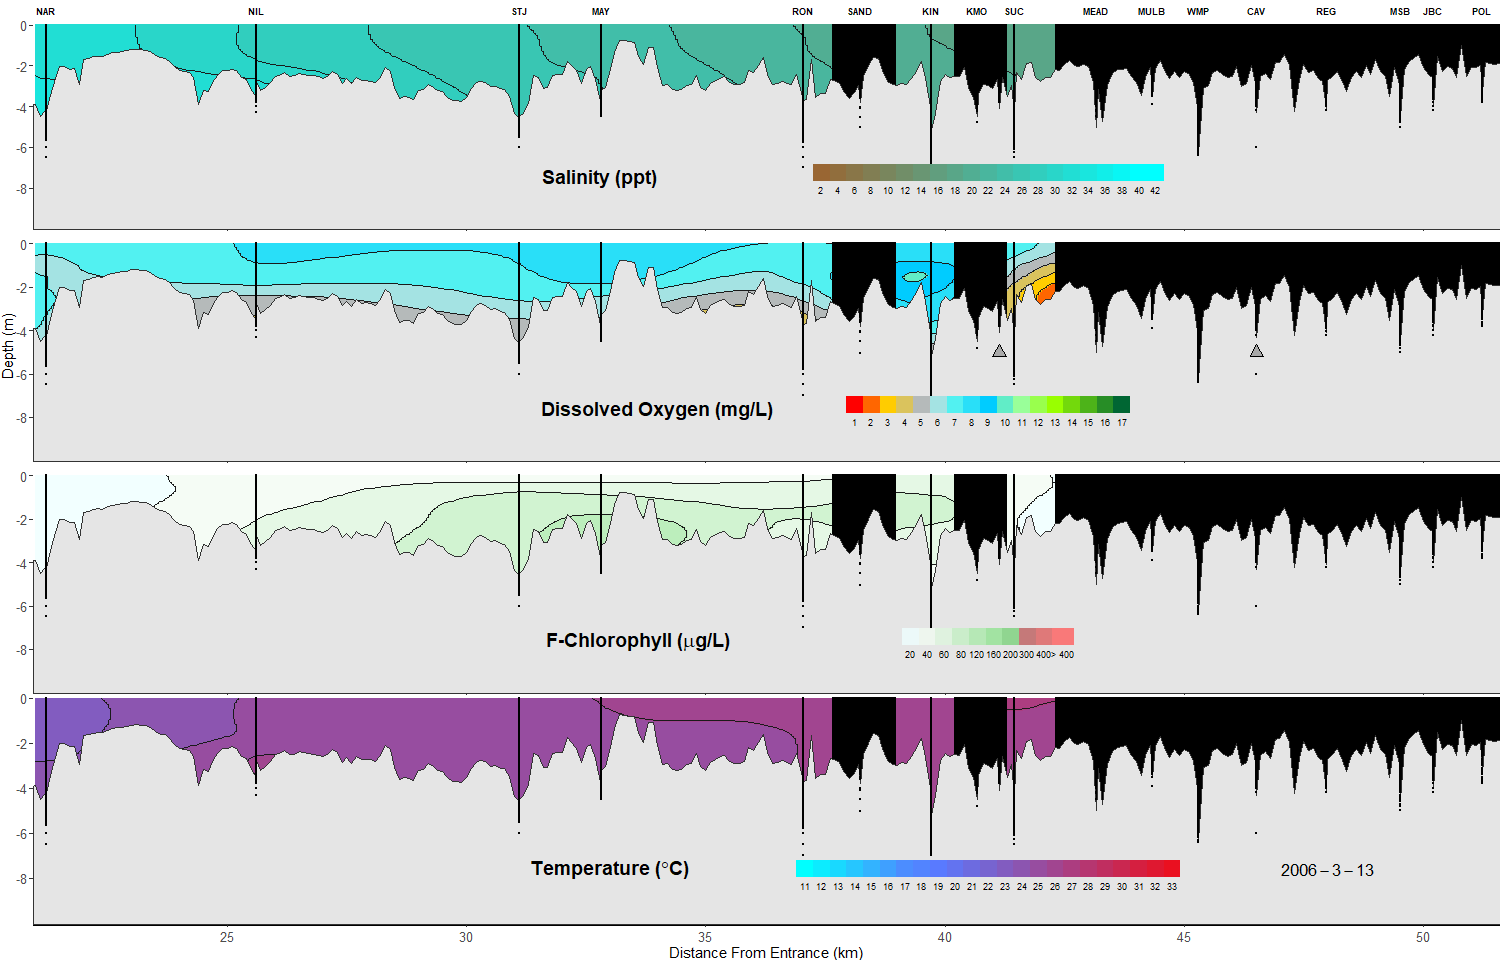 NAR NIL STJ MAY RON SAND KIN KMO SUC MEAD MULB WMP CAV REG MSB JBC POL
0
-2
-4
-6
-8
Salinity (ppt)
2 4 6 8 10 12 14 16 18 20 22 24 26 28 30 32 34 36 38 40 42
Depth (m)
0
-2
-4
-6
-8
Dissolved Oxygen (mg/L)
1 2 3 4 5 6 7 8 9 10 11 12 13 14 15 16 17
0
-2
-4
-6
-8
F-Chlorophyll (µg/L)
20 40 60 80 120 160 200 300 400> 400
0
-2
-4
-6
-8
Temperature (°C)
11 12 13 14 15 16 17 18 19 20 21 22 23 24 25 26 27 28 29 30 31 32 33
2006 – 3 – 13
25 30 35 40 45 50
Distance From Entrance (km)